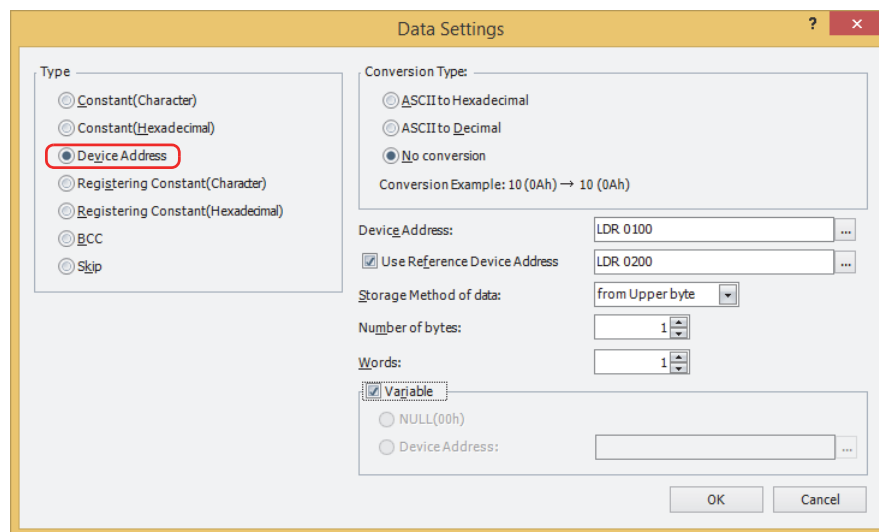 Data Settings
?
×
Type
Constant(Character)
Constant(Hexadecimal)
Device Address
Registering Constant(Character)
Registering Constant(Hexadecimal)
BCC
Skip
Conversion Type:
ASCII to Hexadecimal
ASCII to Decimal
No conversion
Conversion Example: 10 (0Ah) → 10 (0Ah)
Device Address: LDR 0100 ...
Use Reference Device Address LDR 0200 ...
Storage Method of data: from Upper byte
Number of bytes: 1
Words: 1
Variable
NULL(00h)
Device Address: ...
OK Cancel